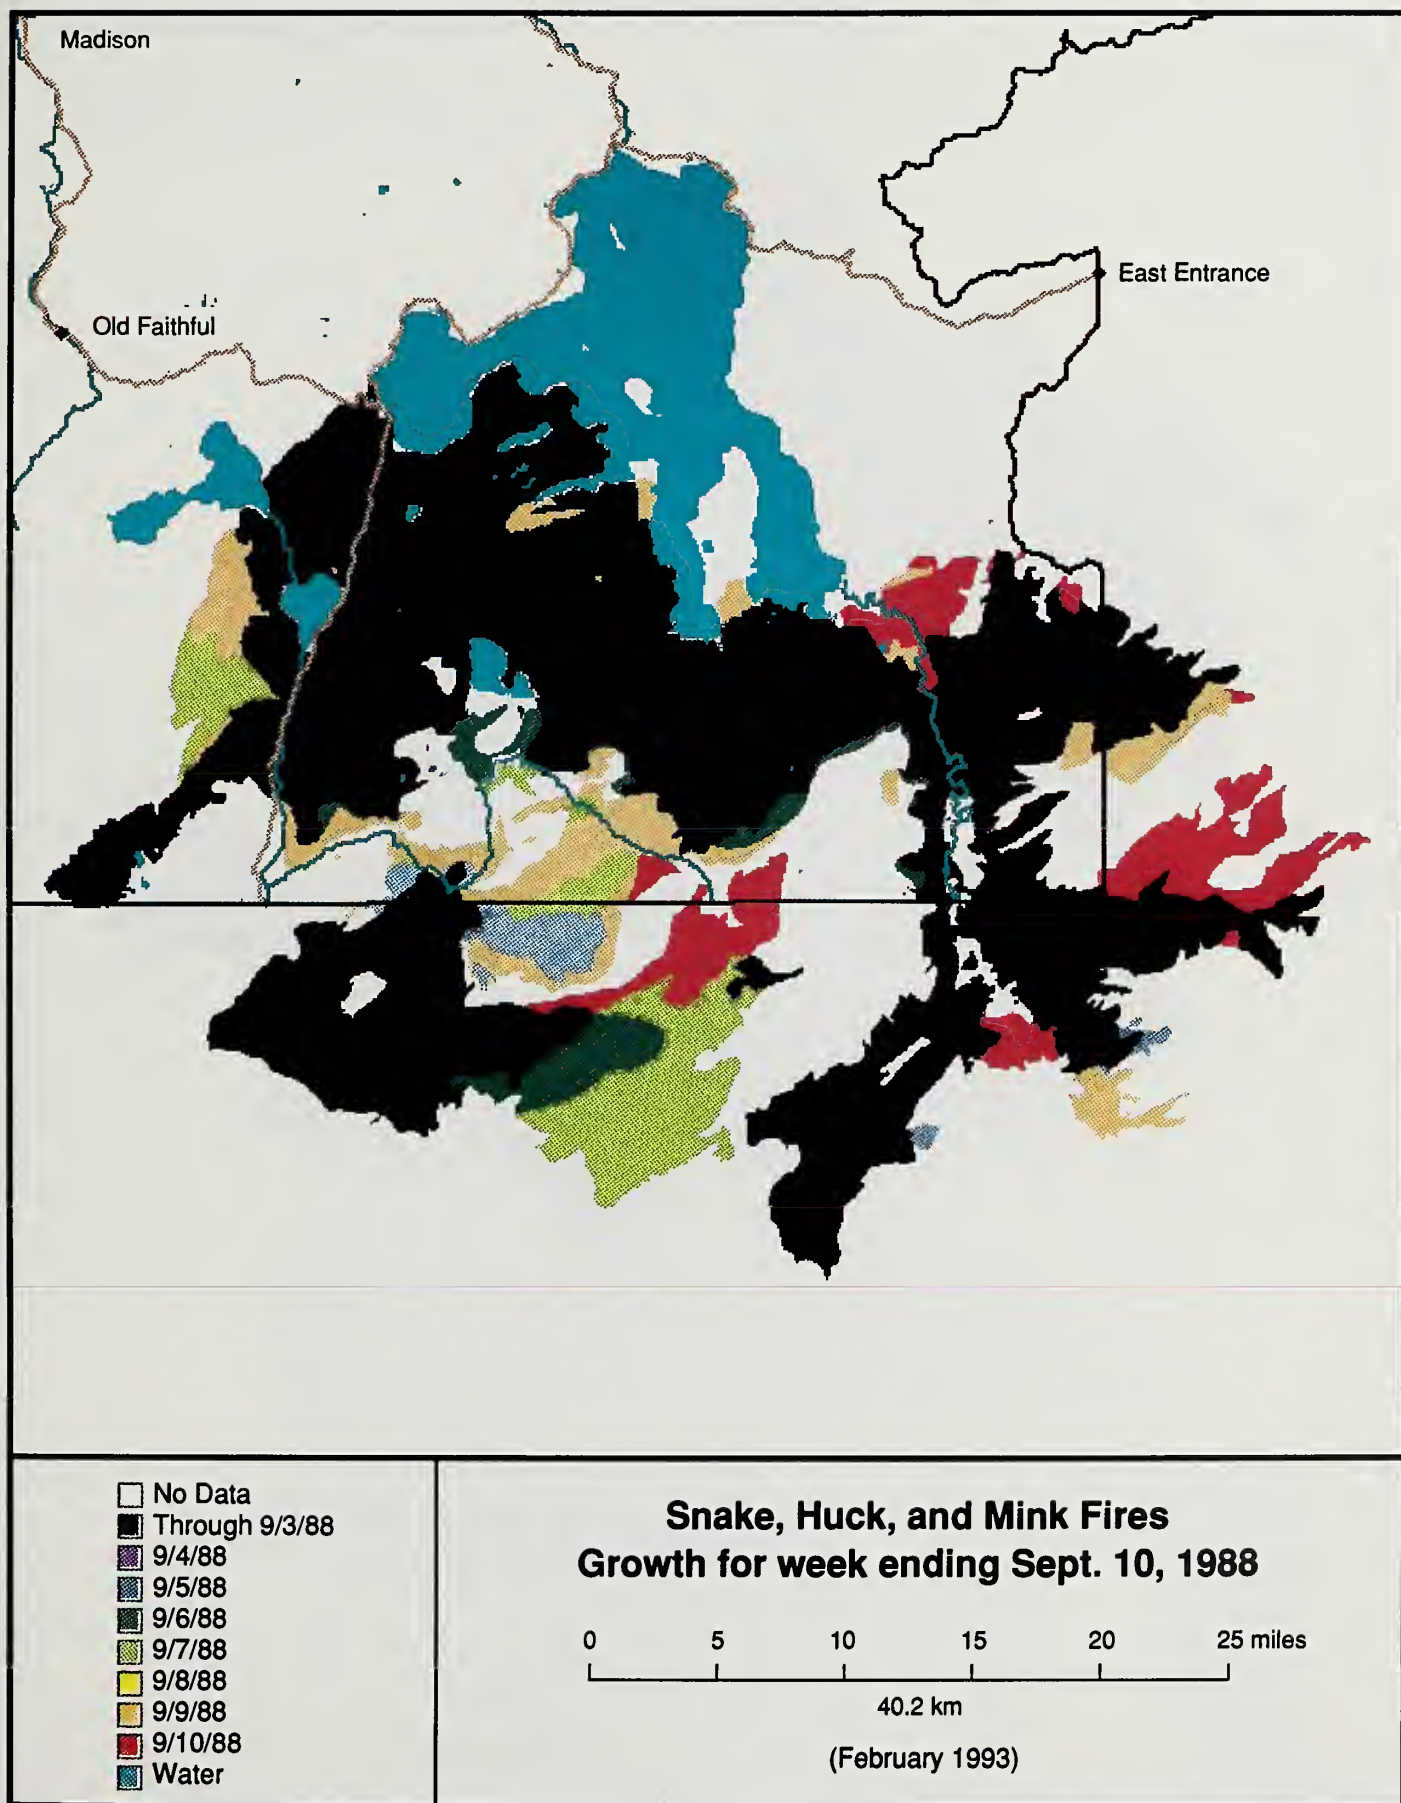 Madison
East Entrance
Old Faithful
No Data
Through 9/3/88
9/4/88
9/5/88
9/6/88
9/7/88
9/8/88
9/9/88
9/10/88
Water
Snake, Huck, and Mink Fires
Growth for week ending Sept. 10, 1988
0 5 10 15 20 25 miles
40.2 km
(February 1993)